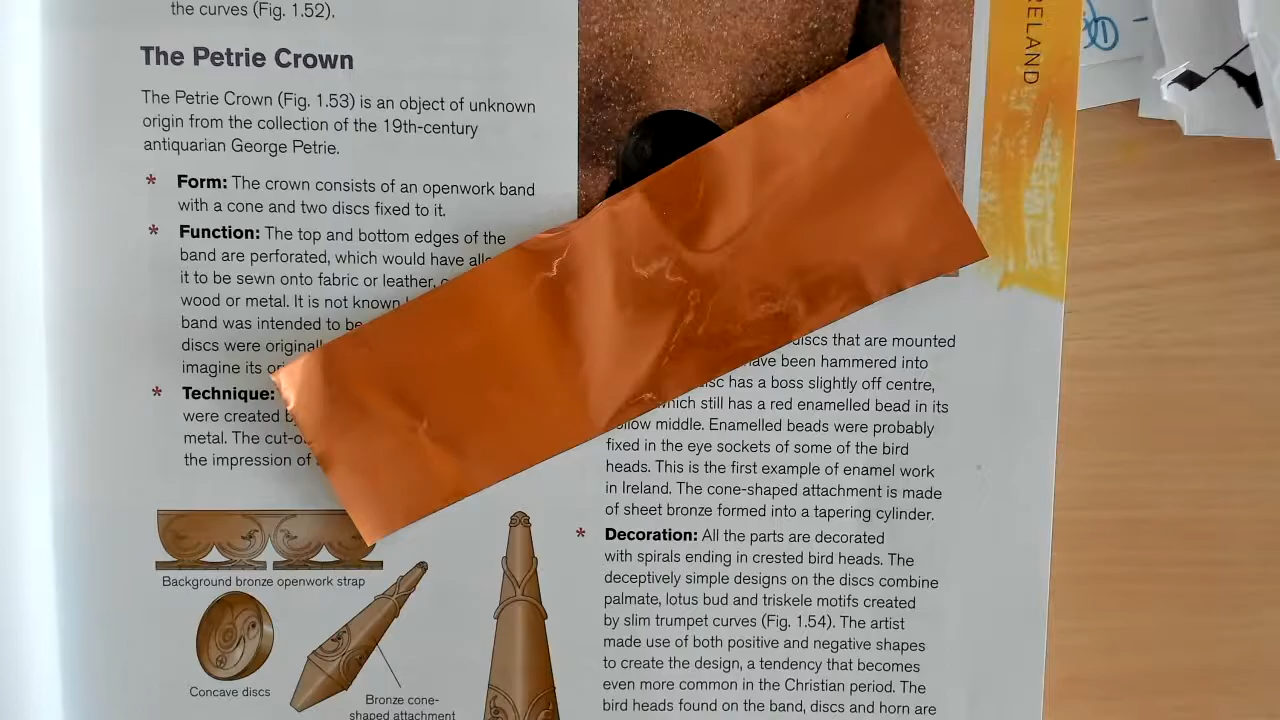 the curves (Fig. 1.52).
The Petrie Crown
The Petrie Crown (Fig. 1.53) is an object of unknown
origin from the collection of the 19th-century
antiquarian George Petrie.
* Form: The crown consists of an openwork band
with a cone and two discs fixed to it.
* Function: The top and bottom edges of the
band are perforated, which would have
it to be sewn onto fabric or leather,
wood or metal. It is not known
band was intended to be
discs were
imagine its
* Technique:
were created
metal. The
the impression of
Background bronze openwork strap
Concave discs
Bronze cone-
shaped attachment
discs that are mounted
have been hammered into
disc has a boss slightly off centre,
which still has a red enamelled bead in its
hollow middle. Enamelled beads were probably
fixed in the eye sockets of some of the bird
heads. This is the first example of enamel work
in Ireland. The cone-shaped attachment is made
of sheet bronze formed into a tapering cylinder.
* Decoration: All the parts are decorated
with spirals ending in crested bird heads. The
deceptively simple designs on the discs combine
palmate, lotus bud and triskele motifs created
by slim trumpet curves (Fig. 1.54). The artist
made use of both positive and negative shapes
to create the design, a tendency that becomes
even more common in the Christian period. The
bird heads found on the band, discs and horn are
RELAND